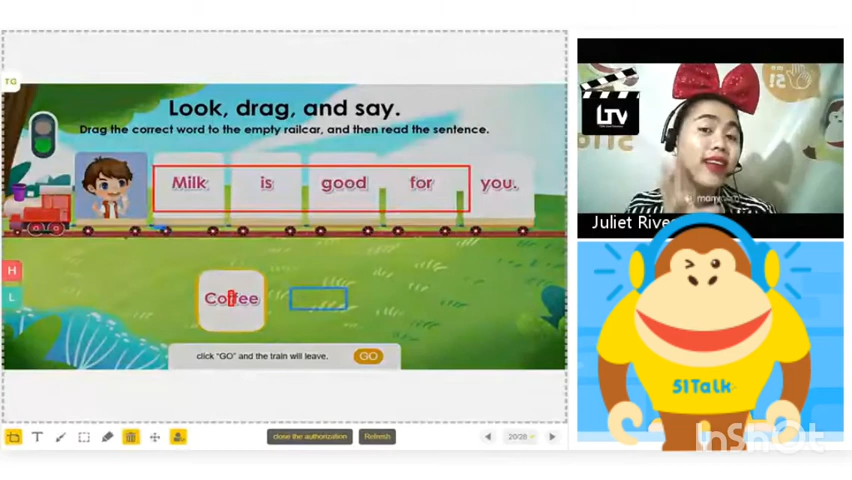 TG
Look, drag, and say.
Drag the correct word to the empty railcar, and then read the sentence.
Milk is good for you.
H
L
Coffee
click "GO" and the train will leave.
GO
close the authorization
Refresh
20/28
LTV
51
Juliet Rive
51Talk
InShOt